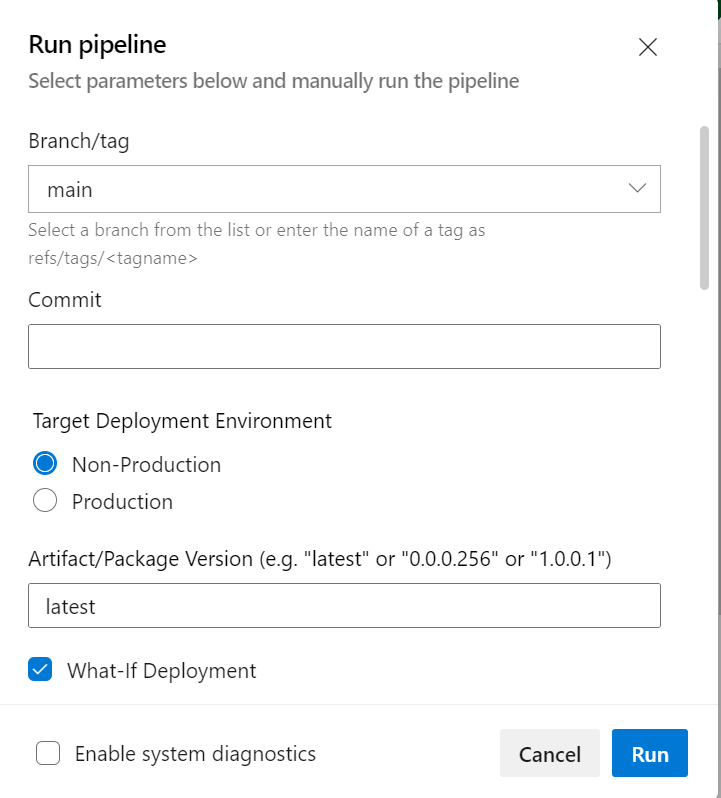 Run pipeline
Select parameters below and manually run the pipeline
Branch/tag
main
Select a branch from the list or enter the name of a tag as
refs/tags/<tagname>
Commit
Target Deployment Environment
Non-Production
Production
Artifact/Package Version (e.g. "latest" or "0.0.0.256" or "1.0.0.1")
latest
What-If Deployment
Enable system diagnostics
Cancel
Run